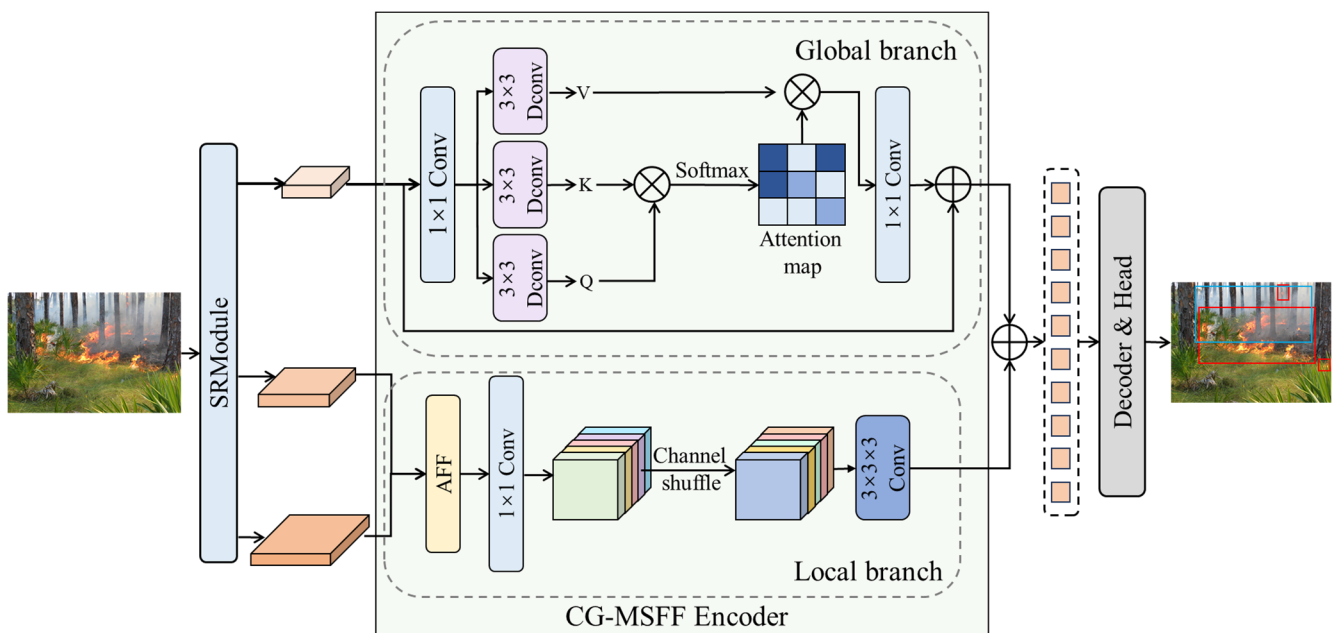 Global branch
3×3
Dconv
V
1×1 Conv
3×3
Dconv
K
Softmax
1×1 Conv
3×3
Dconv
Q
Attention
map
SRModule
Decoder & Head
AFF
1×1 Conv
Channel
shuffle
3×3×3
Conv
Local branch
CG-MSFF Encoder